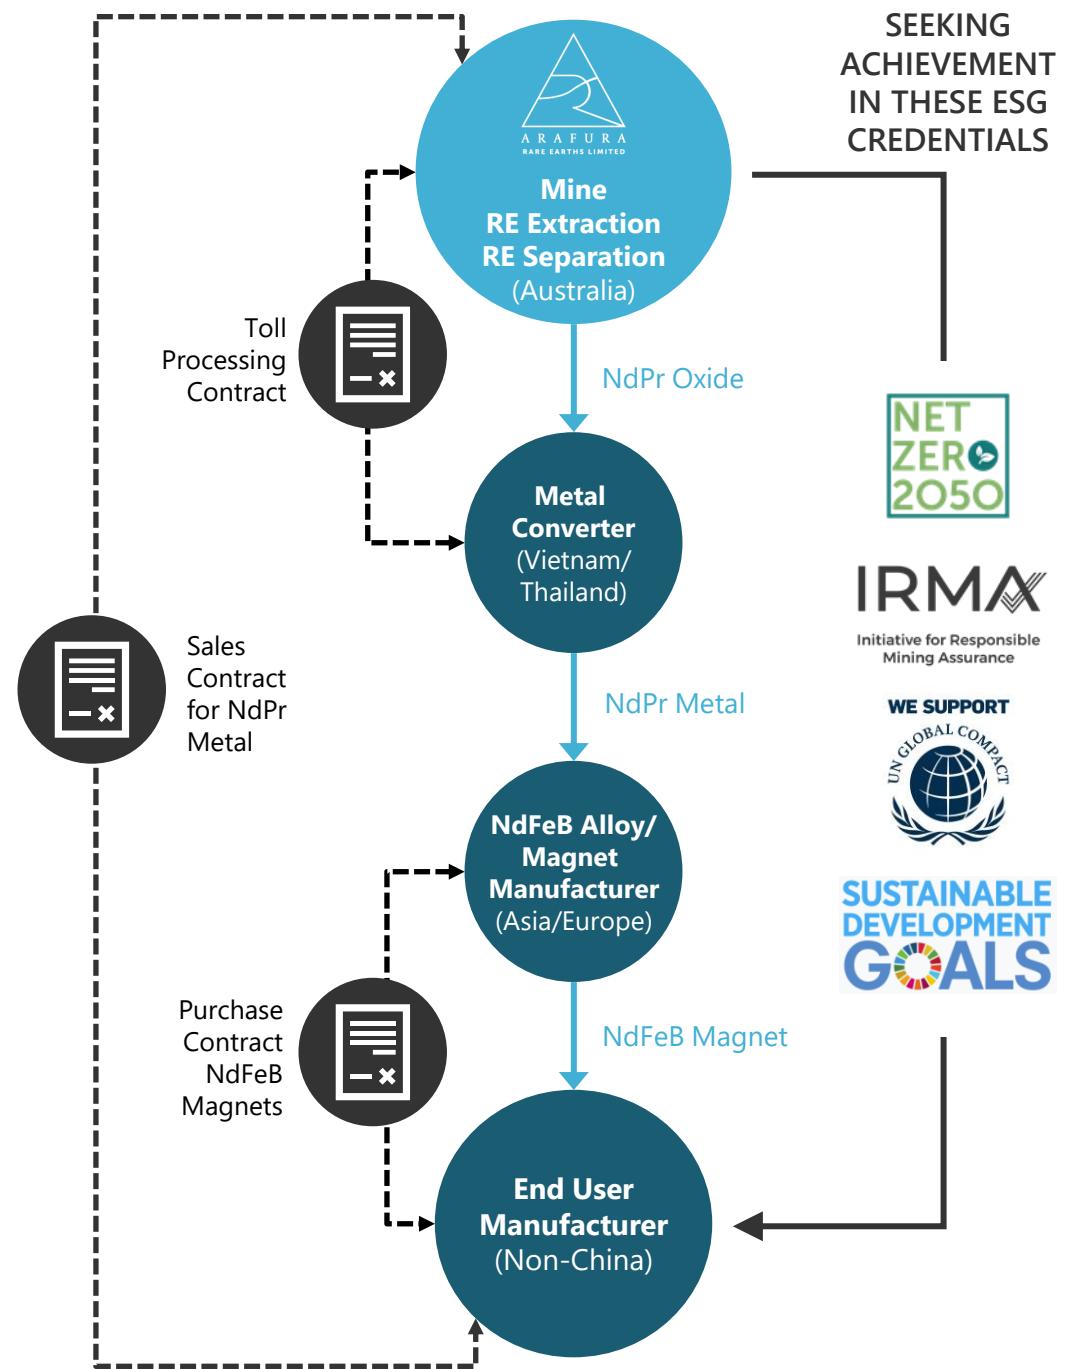 SEEKING
ACHIEVEMENT
IN THESE ESG
CREDENTIALS
ARAFURA
RARE EARTHS LIMITED
Mine
RE Extraction
RE Separation
(Australia)
Toll
Processing
Contract
NdPr Oxide
NET
ZERO
2050
Metal
Converter
(Vietnam/
Thailand)
IRMA
Initiative for Responsible
Mining Assurance
Sales
Contract
for NdPr
Metal
NdPr Metal
WE SUPPORT
UN GLOBAL COMPACT
NdFeB Alloy/
Magnet
Manufacturer
(Asia/Europe)
SUSTAINABLE
DEVELOPMENT
GOALS
Purchase
Contract
NdFeB
Magnets
NdFeB Magnet
End User
Manufacturer
(Non-China)